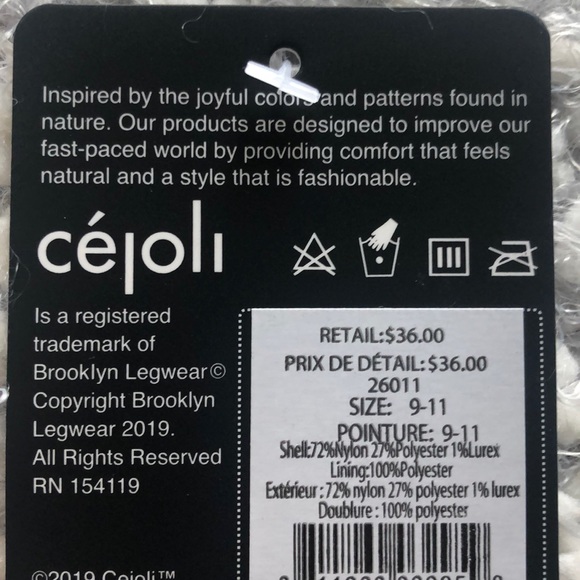 Inspired by the joyful colors and patterns found in
nature. Our products are designed to improve our
fast-paced world by providing comfort that feels
natural and a style that is fashionable.
céjoli
Is a registered
trademark of
Brooklyn Legwear©
Copyright Brooklyn
Legwear 2019.
All Rights Reserved
RN 154119
©2019 Cejoli™
RETAIL:$36.00
PRIX DE DÉTAIL:$36.00
26011
SIZE: 9-11
POINTURE: 9-11
Shell:72%Nylon 27%Polyester 1%Lurex
Lining:100%Polyester
Extérieur : 72% nylon 27% polyester 1% lurex
Doublure : 100% polyester